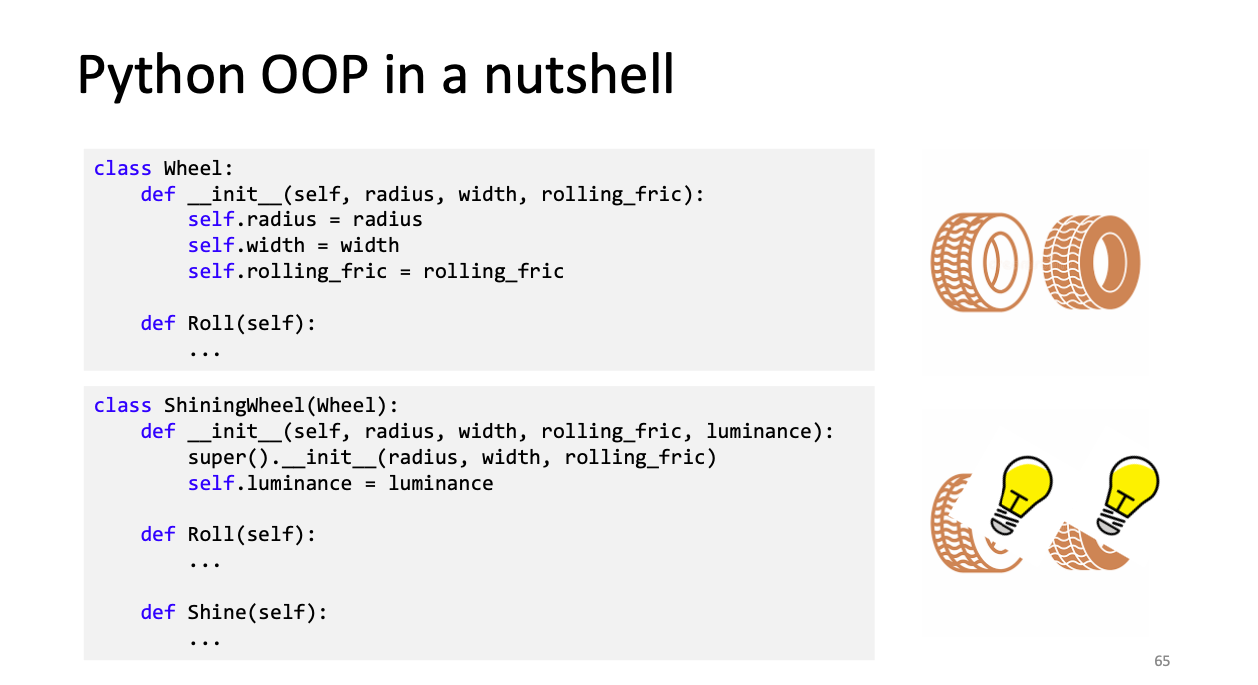 Python OOP in a nutshell
class Wheel:
    def __init__(self, radius, width, rolling_fric):
        self.radius = radius
        self.width = width
        self.rolling_fric = rolling_fric
    def Roll(self):
        ...
class ShiningWheel(Wheel):
    def __init__(self, radius, width, rolling_fric, luminance):
        super().__init__(radius, width, rolling_fric)
        self.luminance = luminance
    def Roll(self):
        ...
    def Shine(self):
        ...
65